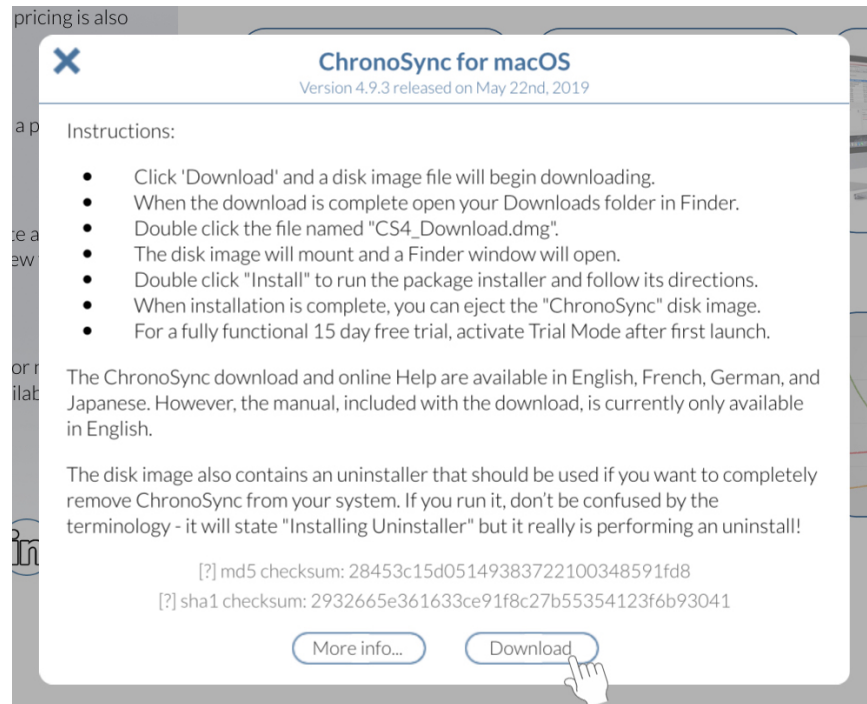 pricing is also
ChronoSync for macOS
Version 4.9.3 released on May 22nd, 2019
a p
Instructions:
• Click 'Download' and a disk image file will begin downloading.
• When the download is complete open your Downloads folder in Finder.
• Double click the file named "CS4_Download.dmg".
• The disk image will mount and a Finder window will open.
• Double click "Install" to run the package installer and follow its directions.
• When installation is complete, you can eject the "ChronoSync" disk image.
• For a fully functional 15 day free trial, activate Trial Mode after first launch.
The ChronoSync download and online Help are available in English, French, German, and
Japanese. However, the manual, included with the download, is currently only available
in English.
The disk image also contains an uninstaller that should be used if you want to completely
remove ChronoSync from your system. If you run it, don't be confused by the
terminology - it will state "Installing Uninstaller" but it really is performing an uninstall!
in
[?] md5 checksum: 28453c15d05149383722100348591fd8
[?] sha1 checksum: 2932665e361633ce91f8c27b55354123f6b93041
More info...
Download